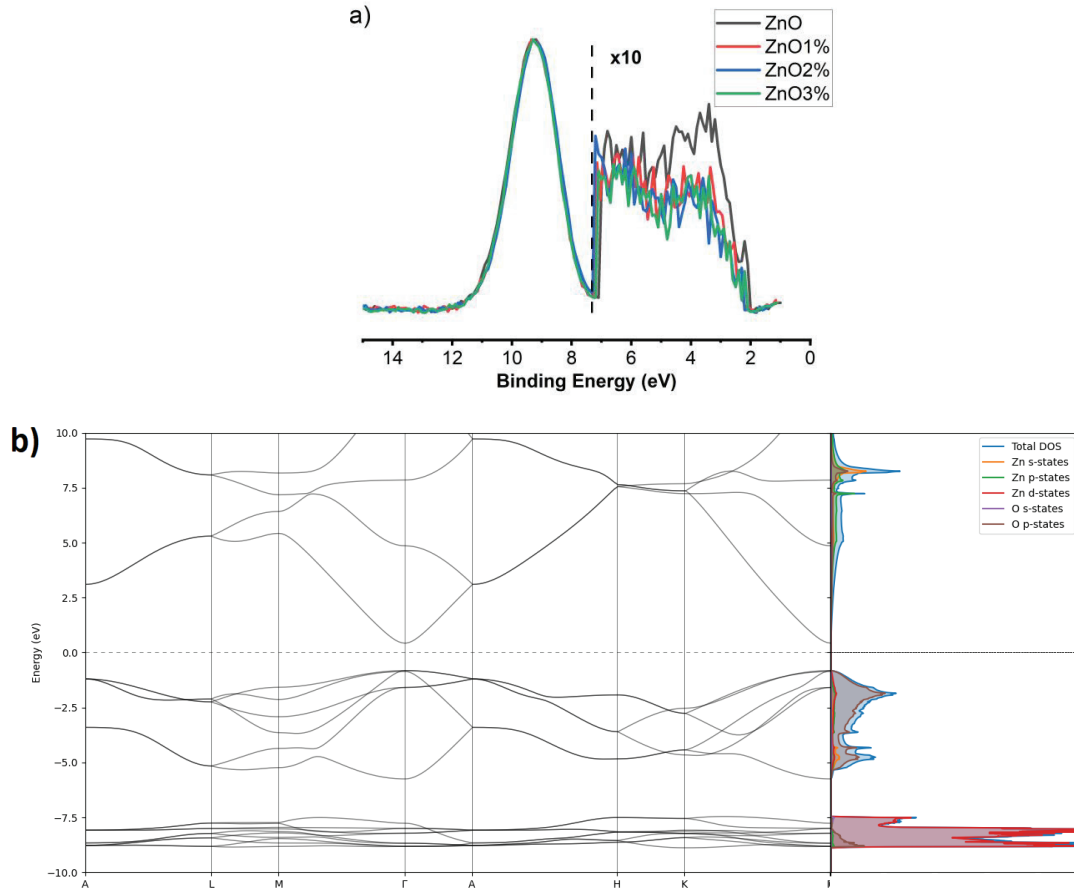 a)
ZnO
ZnO1%
ZnO2%
ZnO3%
x10
14 12 10 8 6 4 2 0
Binding Energy (eV)
b)
10.0
7.5
5.0
2.5
0.0
−2.5
−5.0
−7.5
−10.0
Energy (eV)
A L M Γ A H K
Total DOS
Zn s-states
Zn p-states
Zn d-states
O s-states
O p-states